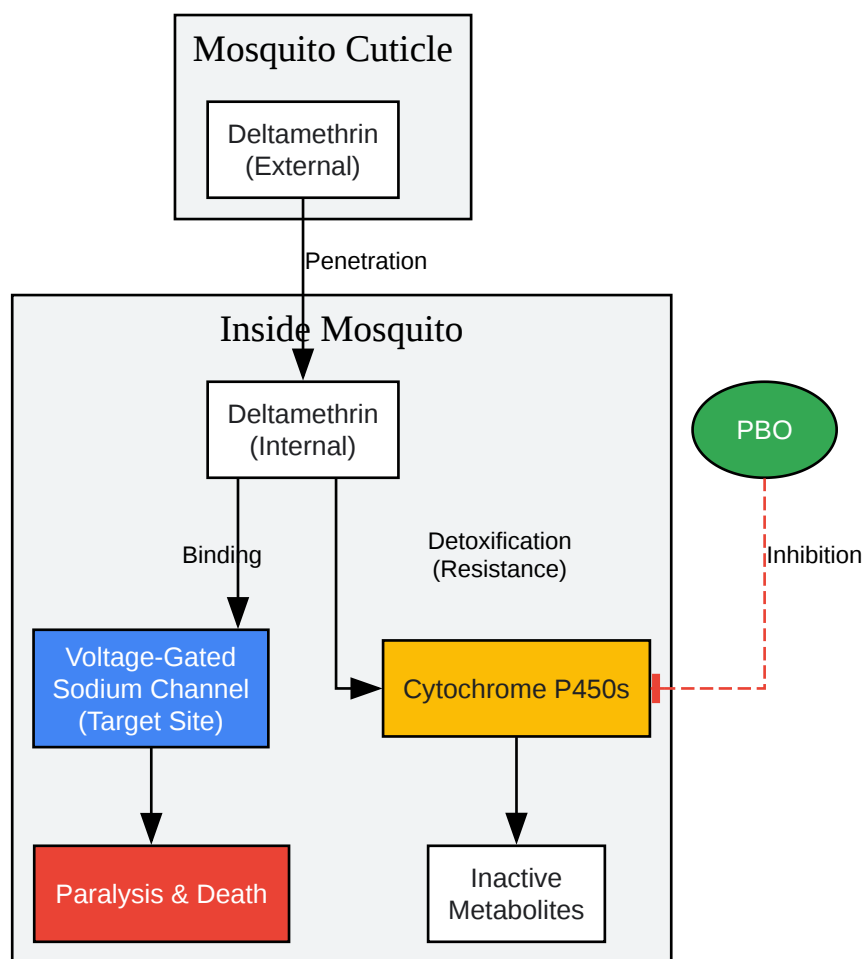 Mosquito Cuticle
Deltamethrin
(External)
Penetration
Inside Mosquito
Deltamethrin
(Internal)
PBO
Binding
Detoxification
(Resistance)
Inhibition
Voltage-Gated
Sodium Channel
(Target Site)
Cytochrome P450s
Paralysis & Death
Inactive
Metabolites